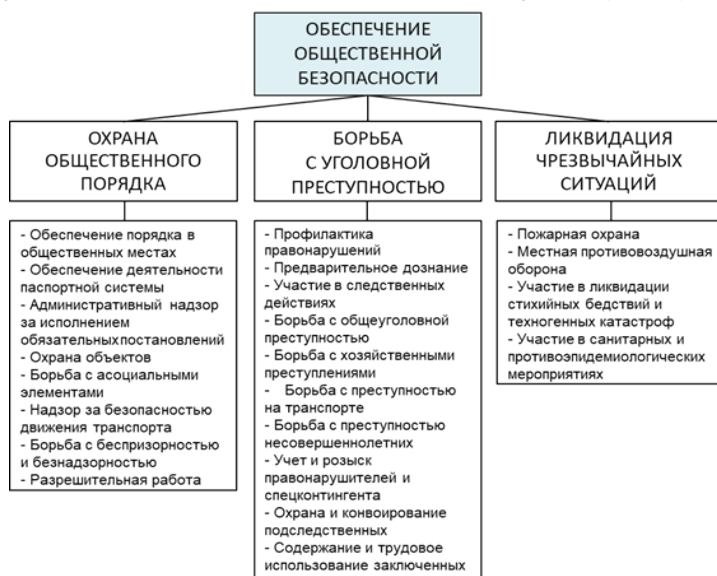 ОБЕСПЕЧЕНИЕ
ОБЩЕСТВЕННОЙ
БЕЗОПАСНОСТИ
ОХРАНА
ОБЩЕСТВЕННОГО
ПОРЯДКА
- Обеспечение порядка в
общественных местах
- Обеспечение деятельности
паспортной системы
- Административный надзор
за исполнением
обязательных постановлений
- Охрана объектов
- Борьба с асоциальными
элементами
- Надзор за безопасностью
движения транспорта
- Борьба с беспризорностью
и безнадзорностью
- Разрешительная работа
БОРЬБА
С УГОЛОВНОЙ
ПРЕСТУПНОСТЬЮ
- Профилактика
правонарушений
- Предварительное дознание
- Участие в следственных
действиях
- Борьба с общеуголовной
преступностью
- Борьба с хозяйственными
преступлениями
- Борьба с преступностью
на транспорте
- Борьба с преступностью
несовершеннолетних
- Учет и розыск
правонарушителей и
спецконтингента
- Охрана и конвоирование
подследственных
- Содержание и трудовое
использование заключенных
ЛИКВИДАЦИЯ
ЧРЕЗВЫЧАЙНЫХ
СИТУАЦИЙ
- Пожарная охрана
- Местная противовоздушная
оборона
- Участие в ликвидации
стихийных бедствий и
техногенных катастроф
- Участие в санитарных и
противоэпидемиологических
мероприятиях